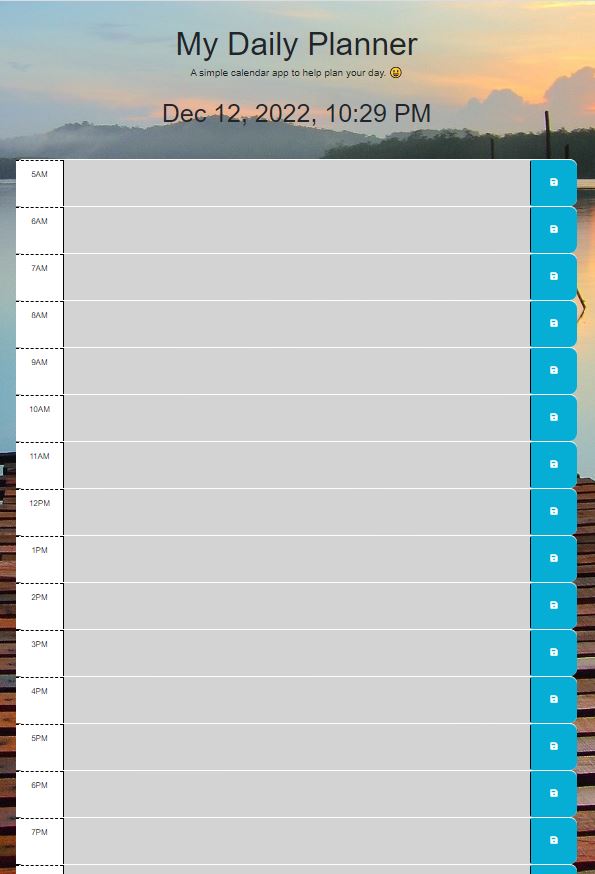 My Daily Planner
A simple calendar app to help plan your day. 😀
Dec 12, 2022, 10:29 PM
5AM
6AM
7AM
8AM
9AM
10AM
11AM
12PM
1PM
2PM
3PM
4PM
5PM
6PM
7PM